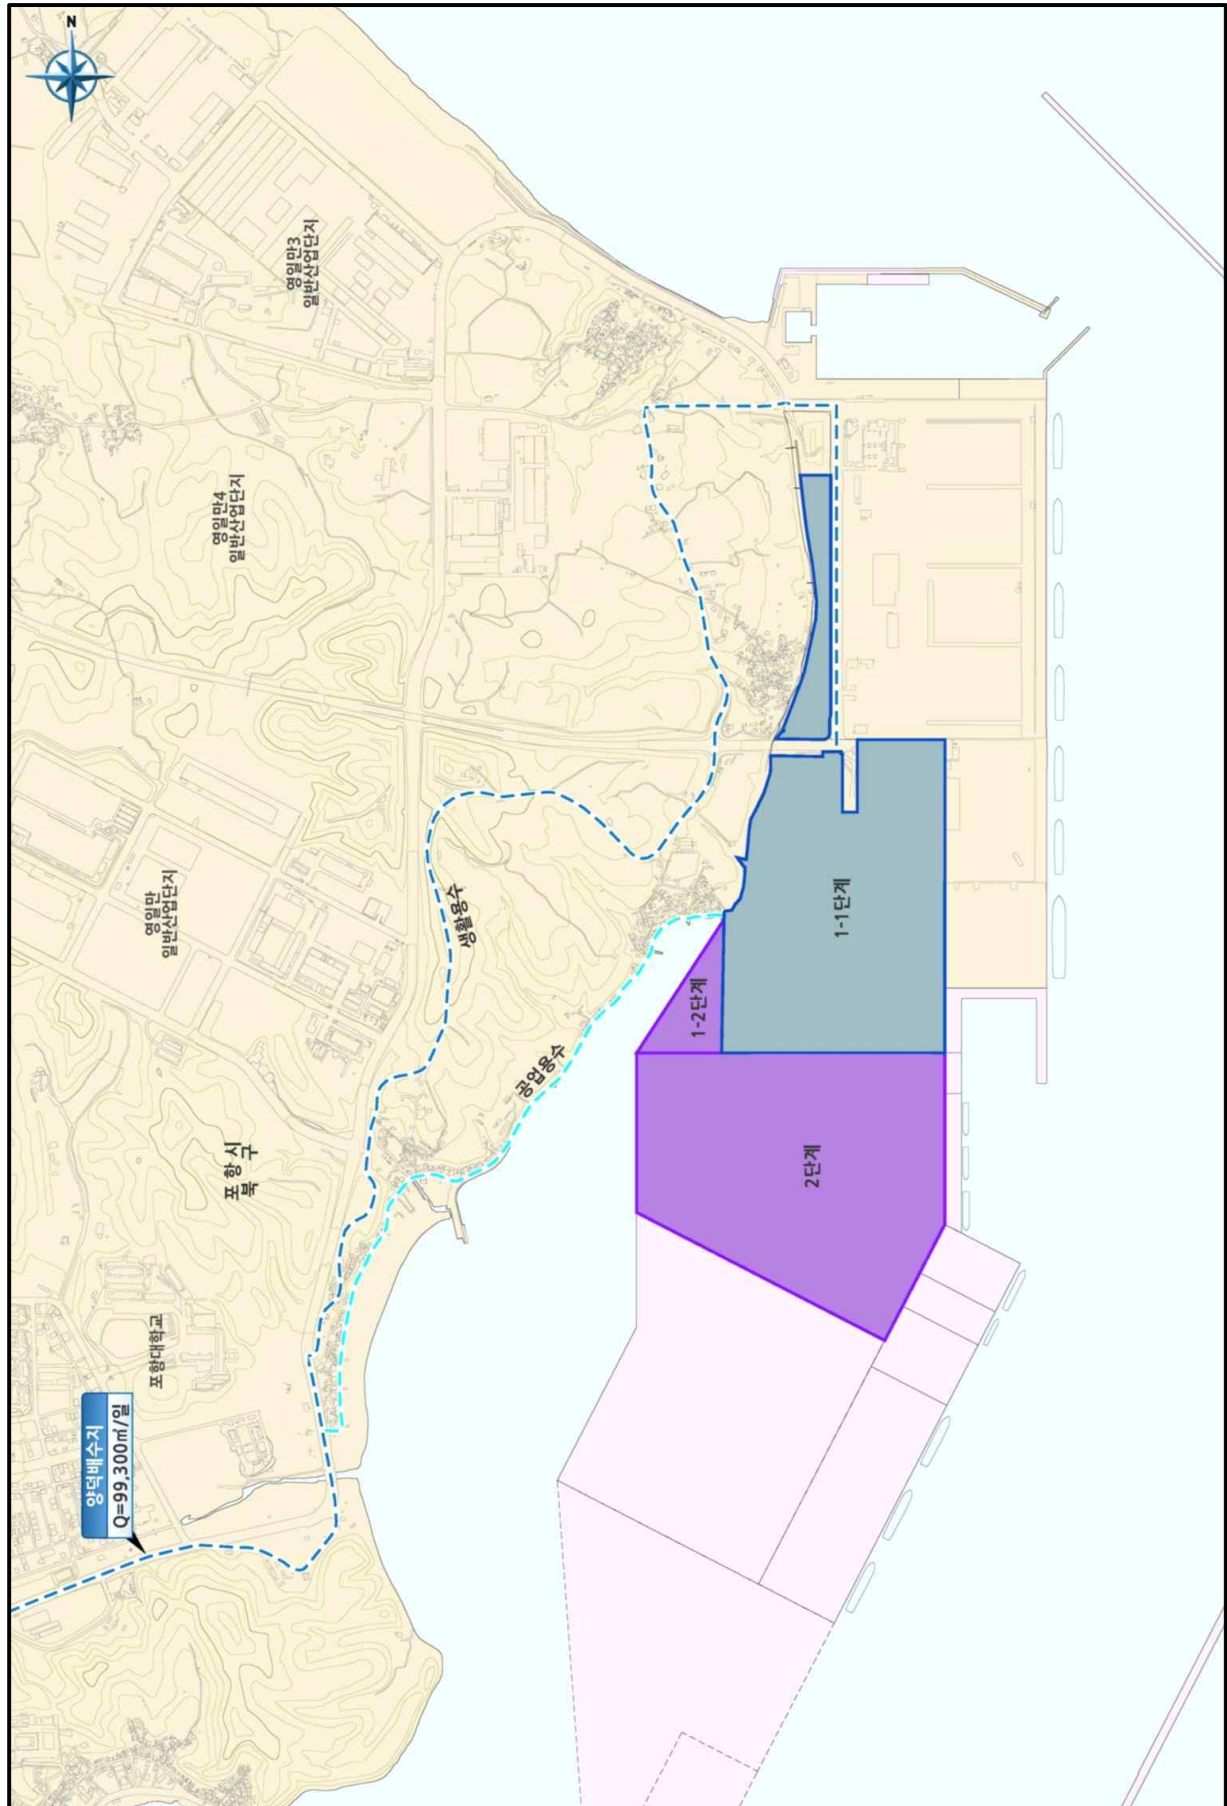 N
영일만3
일반산업단지
영일만4
일반산업단지
영일만
일반산업단지
생활용수
1-1단계
1-2단계
공업용수
포항시
북구
2단계
포항대학교
양덕배수지
Q=99,300㎥/일